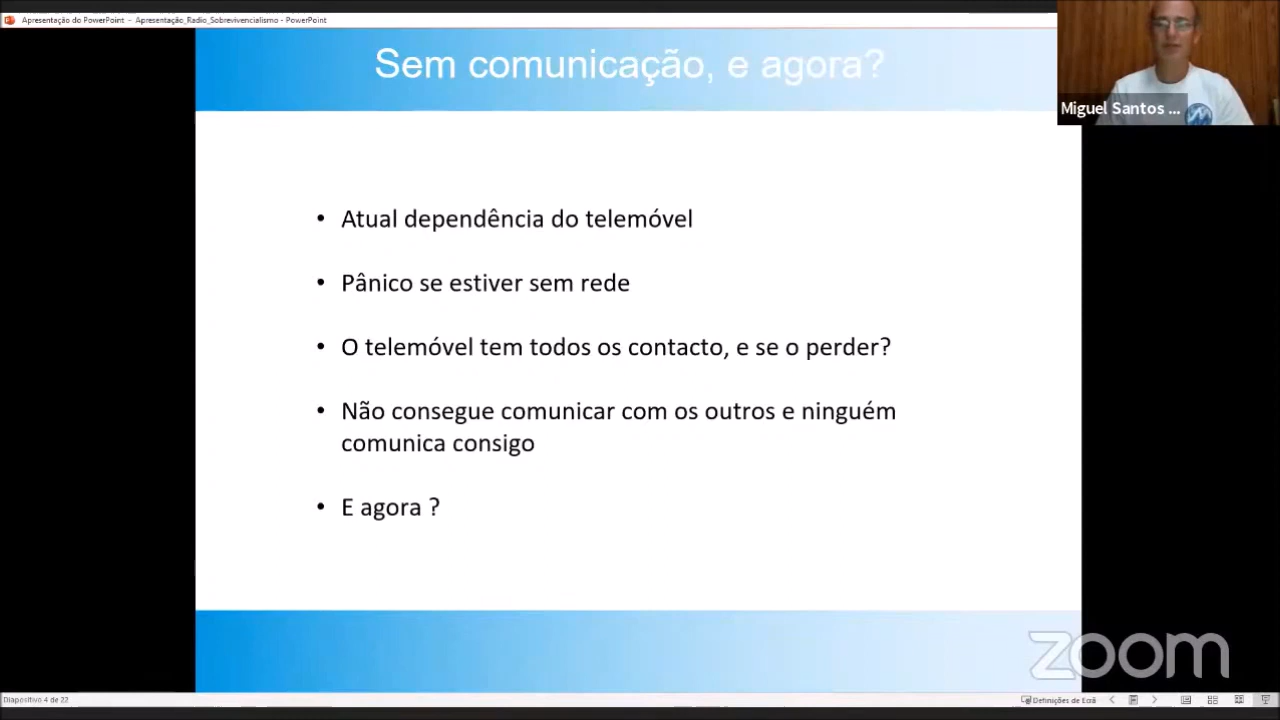 Apresentação do PowerPoint - Apresentação_Radio_Sobrevivencialismo - PowerPoint
Sem comunicação, e agora?
Miguel Santos ...
• Atual dependência do telemóvel
• Pânico se estiver sem rede
• O telemóvel tem todos os contacto, e se o perder?
• Não consegue comunicar com os outros e ninguém
comunica consigo
• E agora ?
zoom
Diapositivo 4 de 22
Definições de Ecrã